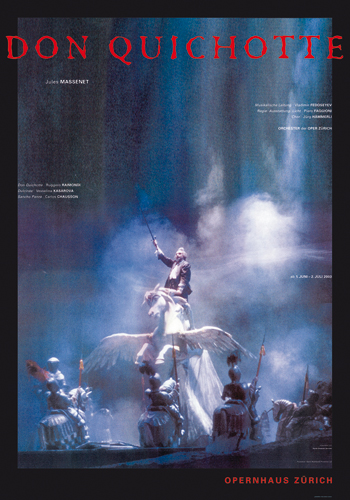 DON QUICHOTTE
Jules MASSENET
Musikalische Leitung Vladimir FEDOSEYEV
Regie Ausstattung Licht Piero FAGGIONI
Chor Jürg HÄMMERLI
ORCHESTER der OPER ZÜRICH
Don Quichotte Ruggero RAIMONDI
Dulcinée Vesselina KASAROVA
Sancho Panza Carlos CHAUSSON
OPERNHAUS ZÜRICH